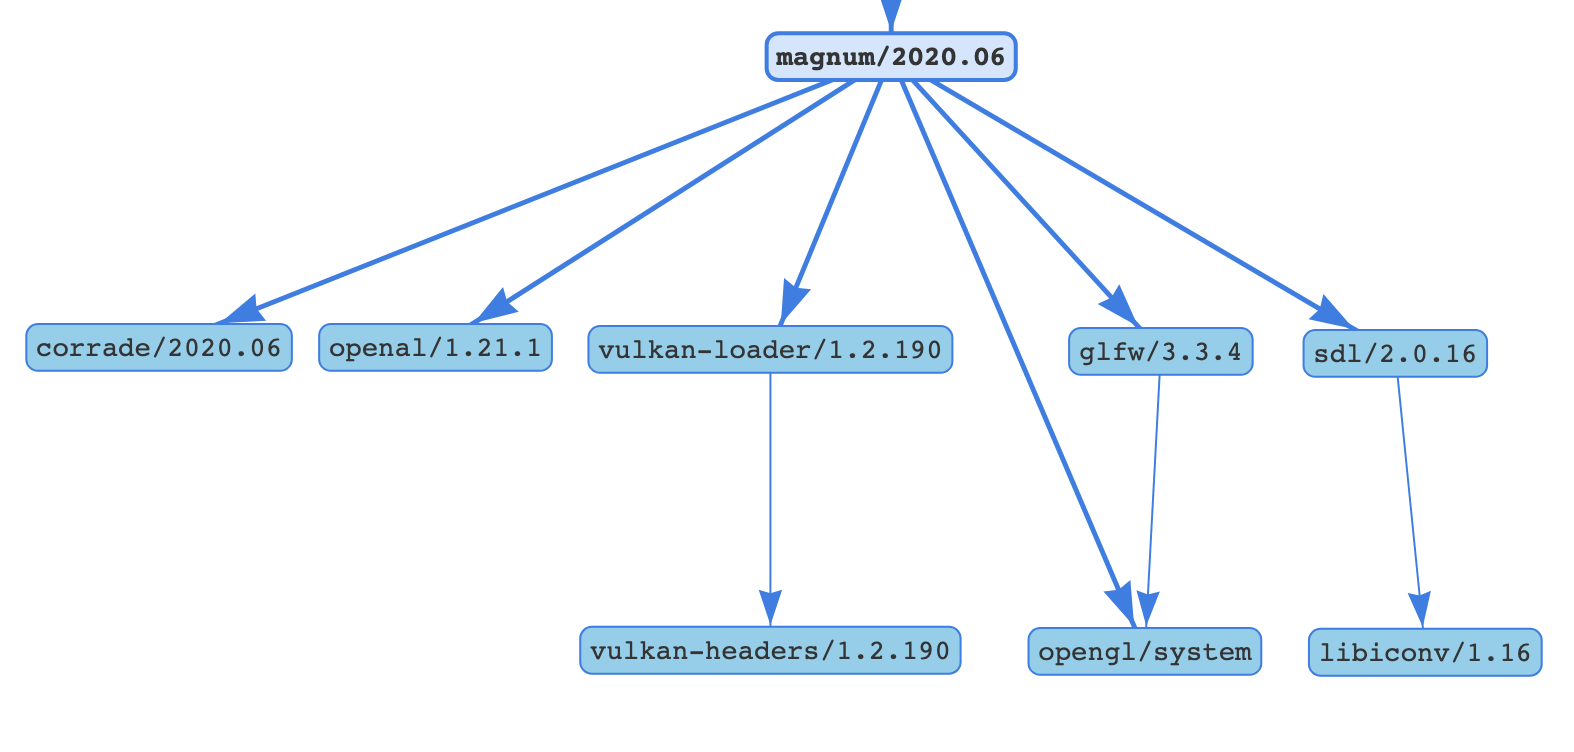 magnum/2020.06
corrade/2020.06
openal/1.21.1
vulkan-loader/1.2.190
glfw/3.3.4
sdl/2.0.16
vulkan-headers/1.2.190
opengl/system
libiconv/1.16